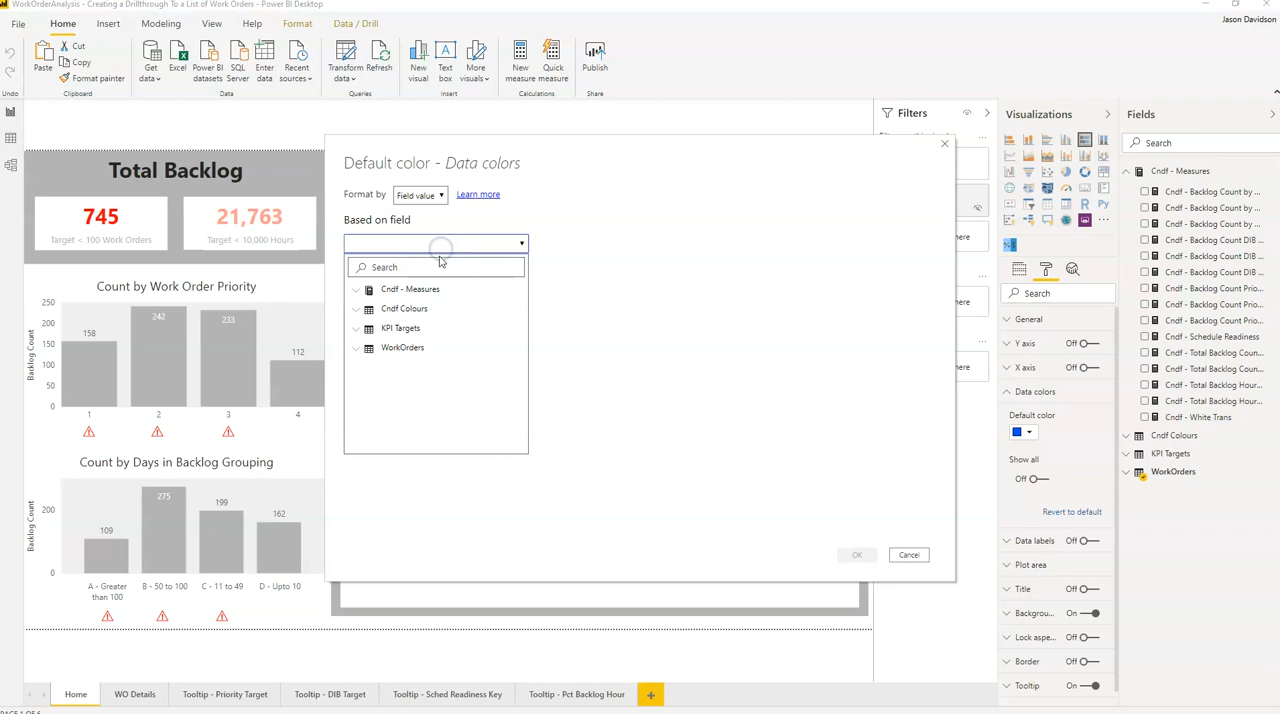 WorkOrderAnalysis - Creating a Drillthrough To a List of Work Orders - Power BI Desktop
Jason Davidson
File Home Insert Modeling View Help Format Data / Drill
Cut
Copy
Format painter
Paste
Get data
Excel
Power BI datasets
SQL Server
Enter data
Recent sources
Transform data
Refresh
New visual
Text box
More visuals
New measure
Quick measure
Publish
Undo
Clipboard
Data
Queries
Insert
Calculations
Share
Total Backlog
745
Target < 100 Work Orders
21,763
Target < 10,000 Hours
Count by Work Order Priority
Backlog Count
250
200
150
100
50
0
158
242
233
112
1 2 3 4
Count by Days in Backlog Grouping
Backlog Count
200
0
109
275
199
162
A - Greater than 100
B - 50 to 100
C - 11 to 49
D - Upto 10
Default color - Data colors
Format by Field value Learn more
Based on field
Search
Cndf - Measures
Cndf Colours
KPI Targets
WorkOrders
OK Cancel
Filters
here
here
here
Visualizations
R Py
Search
General
Y axis Off
X axis Off
Data colors
Default color
Show all
Off
Revert to default
Data labels Off
Plot area
Title Off
Backgrou... On
Lock aspe... Off
Border Off
Tooltip On
Fields
Search
Cndf - Measures
Cndf - Backlog Count by ...
Cndf - Backlog Count by ...
Cndf - Backlog Count by ...
Cndf - Backlog Count DIB ...
Cndf - Backlog Count DIB ...
Cndf - Backlog Count DIB ...
Cndf - Backlog Count Prio...
Cndf - Backlog Count Prio...
Cndf - Backlog Count Prio...
Cndf - Schedule Readiness
Cndf - Total Backlog Coun...
Cndf - Total Backlog Coun...
Cndf - Total Backlog Hour...
Cndf - Total Backlog Hour...
Cndf - White Trans
Cndf Colours
KPI Targets
WorkOrders
Home WO Details Tooltip - Priority Target Tooltip - DIB Target Tooltip - Sched Readiness Key Tooltip - Pct Backlog Hour